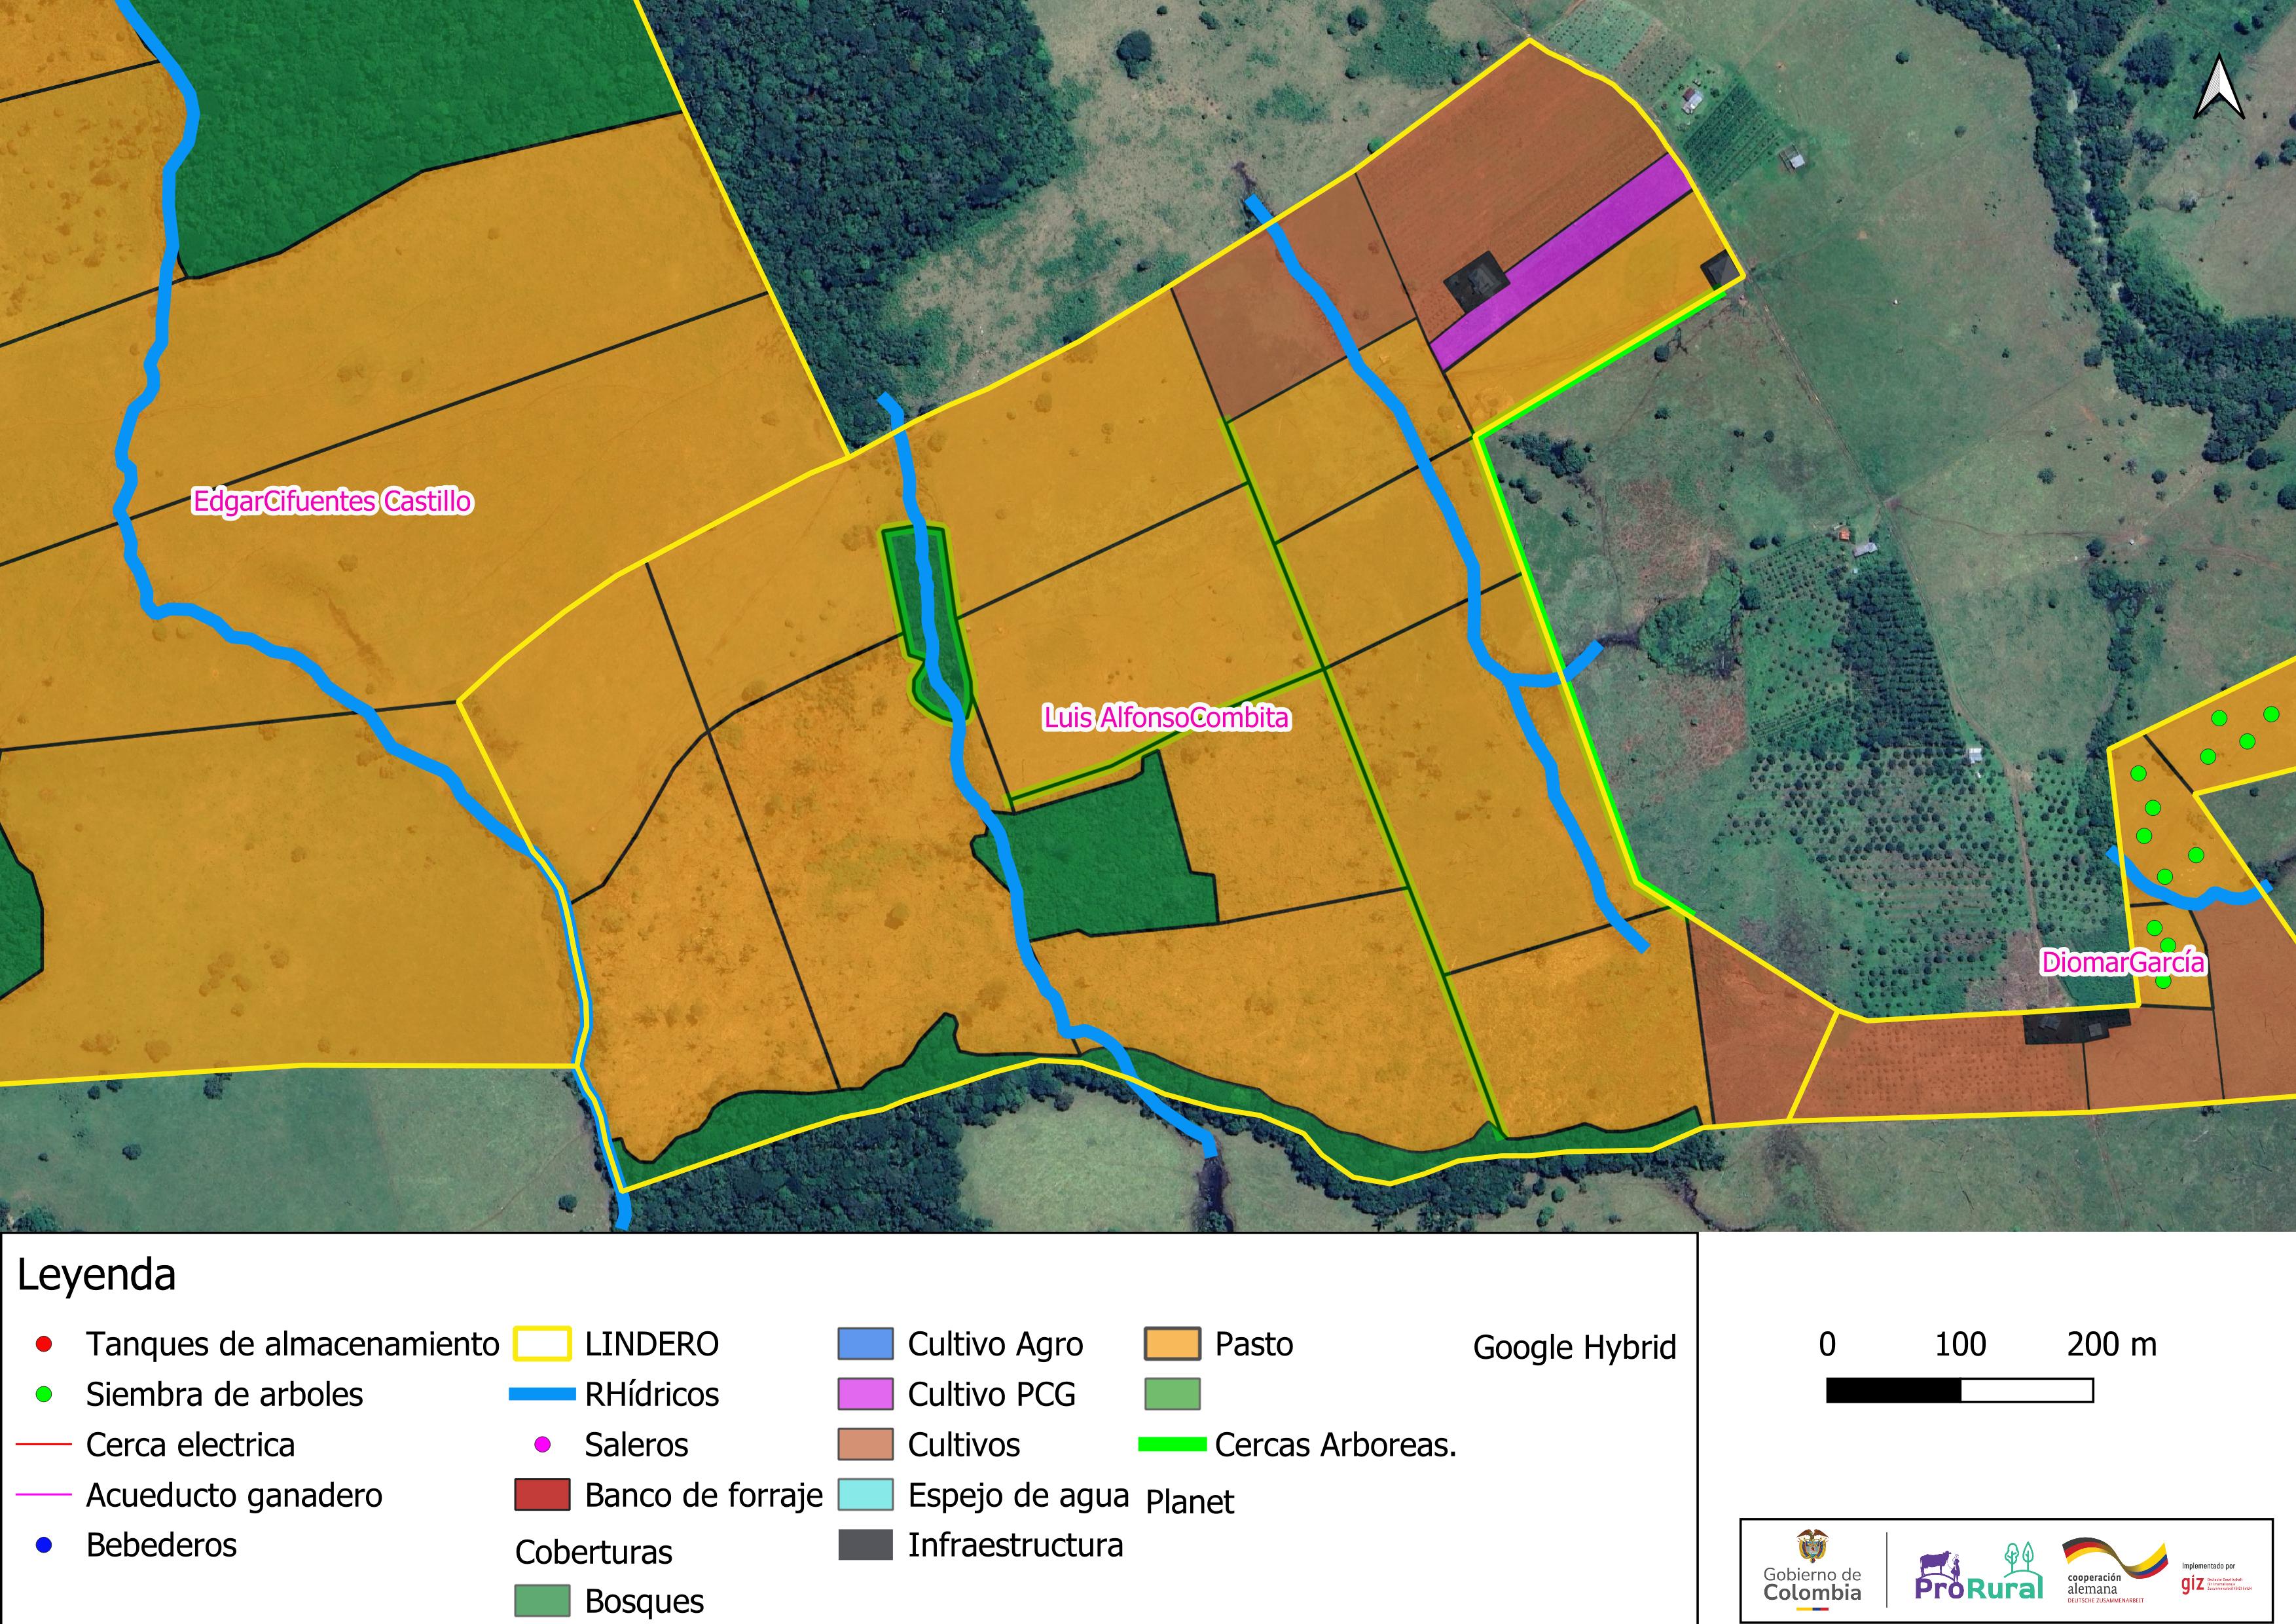 EdgarCifuentes Castillo
Luis AlfonsoCombita
DiomarGarcía
Leyenda
Tanques de almacenamiento
Siembra de arboles
Cerca electrica
Acueducto ganadero
Bebederos
LINDERO
RHídricos
Saleros
Banco de forraje
Coberturas
Bosques
Cultivo Agro
Cultivo PCG
Cultivos
Espejo de agua
Infraestructura
Pasto
Cercas Arboreas.
Planet
Google Hybrid
0 100 200 m
Gobierno de
Colombia
ProRural
cooperación
alemana
DEUTSCHE ZUSAMMENARBEIT
Implementado por
giz